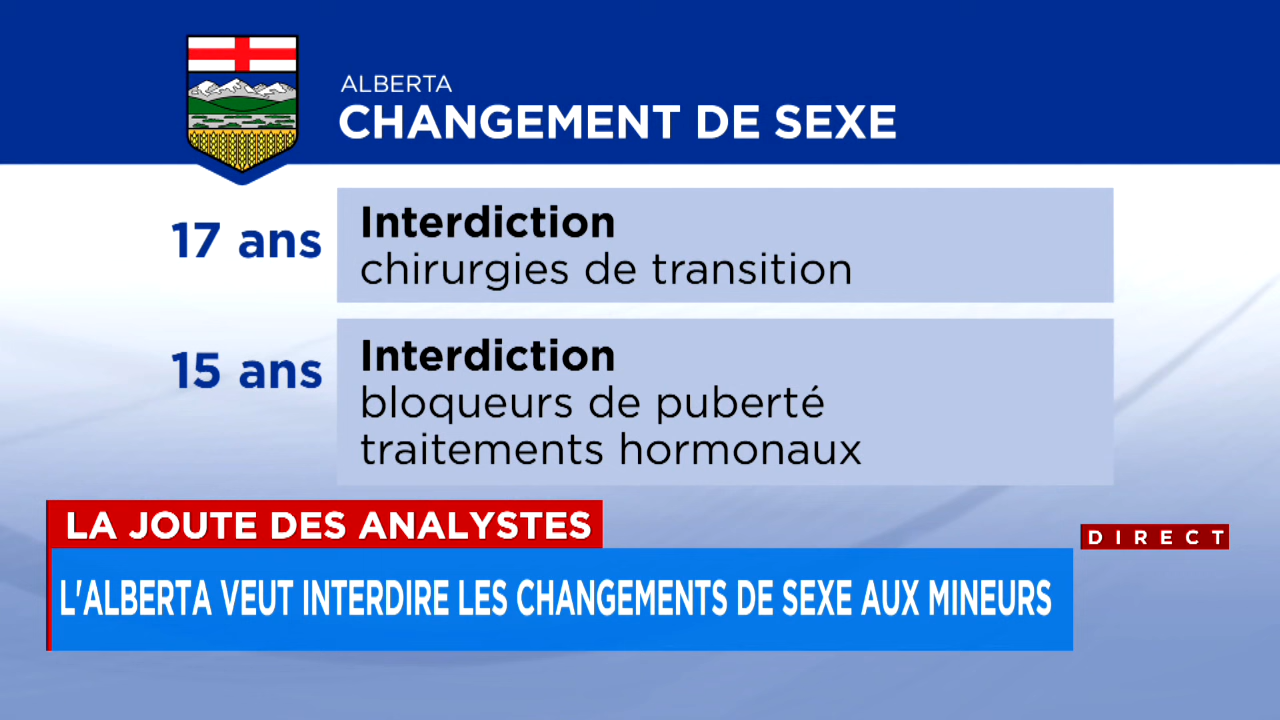 ALBERTA
CHANGEMENT DE SEXE
17 ans
Interdiction
chirurgies de transition
15 ans
Interdiction
bloqueurs de puberté
traitements hormonaux
LA JOUTE DES ANALYSTES
DIRECT
L'ALBERTA VEUT INTERDIRE LES CHANGEMENTS DE SEXE AUX MINEURS